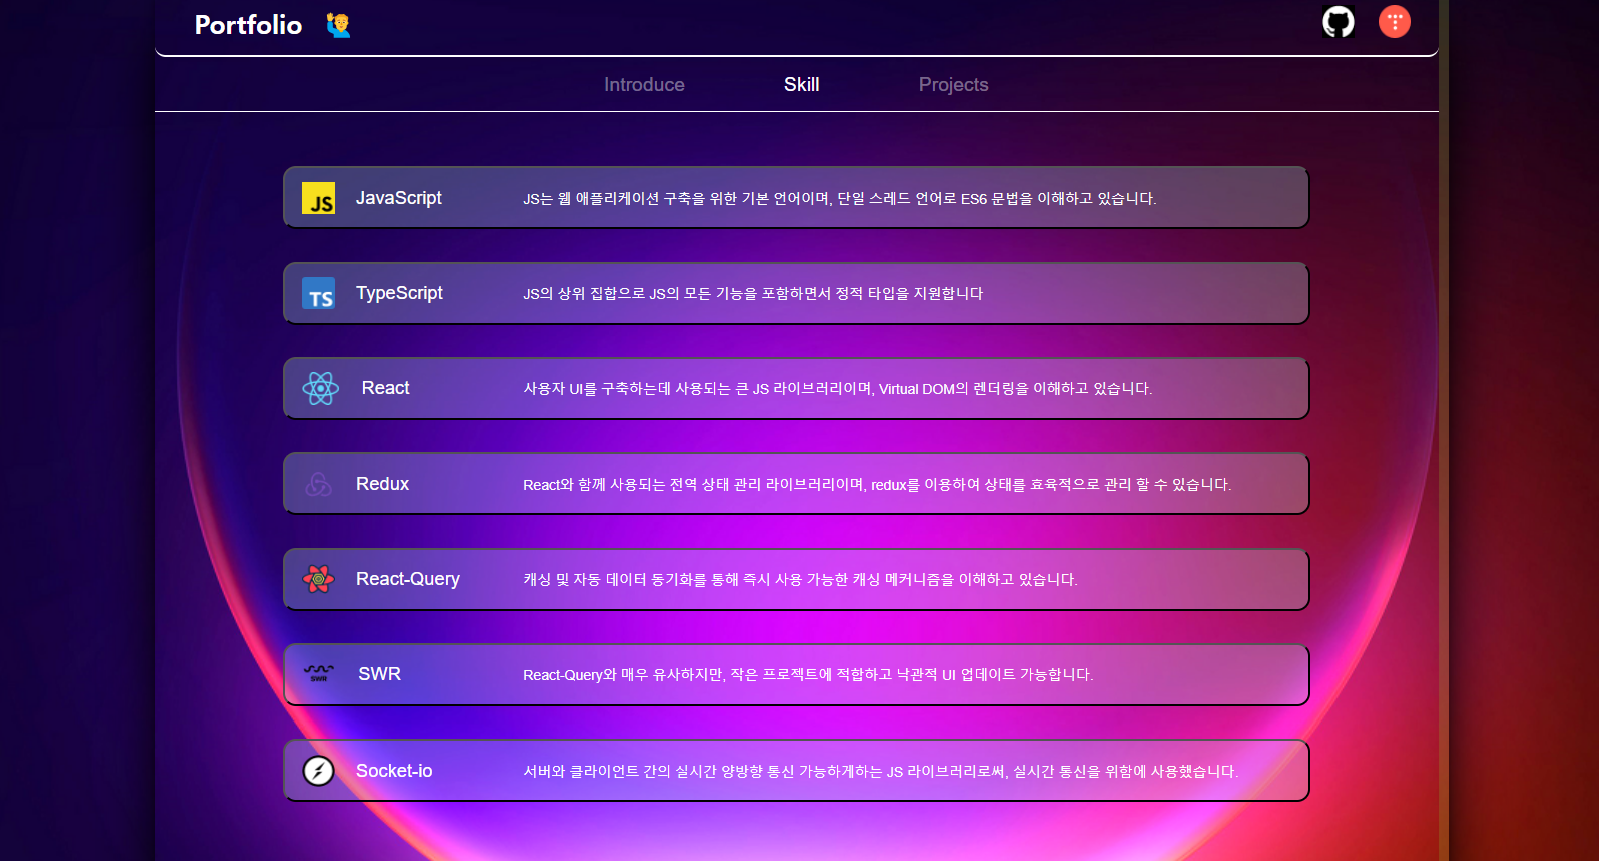 Portfolio
Introduce Skill Projects
JS JavaScript JS는 웹 애플리케이션 구축을 위한 기본 언어이며, 단일 스레드 언어로 ES6 문법을 이해하고 있습니다.
TS TypeScript JS의 상위 집합으로 JS의 모든 기능을 포함하면서 정적 타입을 지원합니다
React 사용자 UI를 구축하는데 사용되는 큰 JS 라이브러리이며, Virtual DOM의 렌더링을 이해하고 있습니다.
Redux React와 함께 사용되는 전역 상태 관리 라이브러리이며, redux를 이용하여 상태를 효육적으로 관리 할 수 있습니다.
React-Query 캐싱 및 자동 데이터 동기화를 통해 즉시 사용 가능한 캐싱 메커니즘을 이해하고 있습니다.
SWR SWR React-Query와 매우 유사하지만, 작은 프로젝트에 적합하고 낙관적 UI 업데이트 가능합니다.
Socket-io 서버와 클라이언트 간의 실시간 양방향 통신 가능하게하는 JS 라이브러리로써, 실시간 통신을 위함에 사용했습니다.